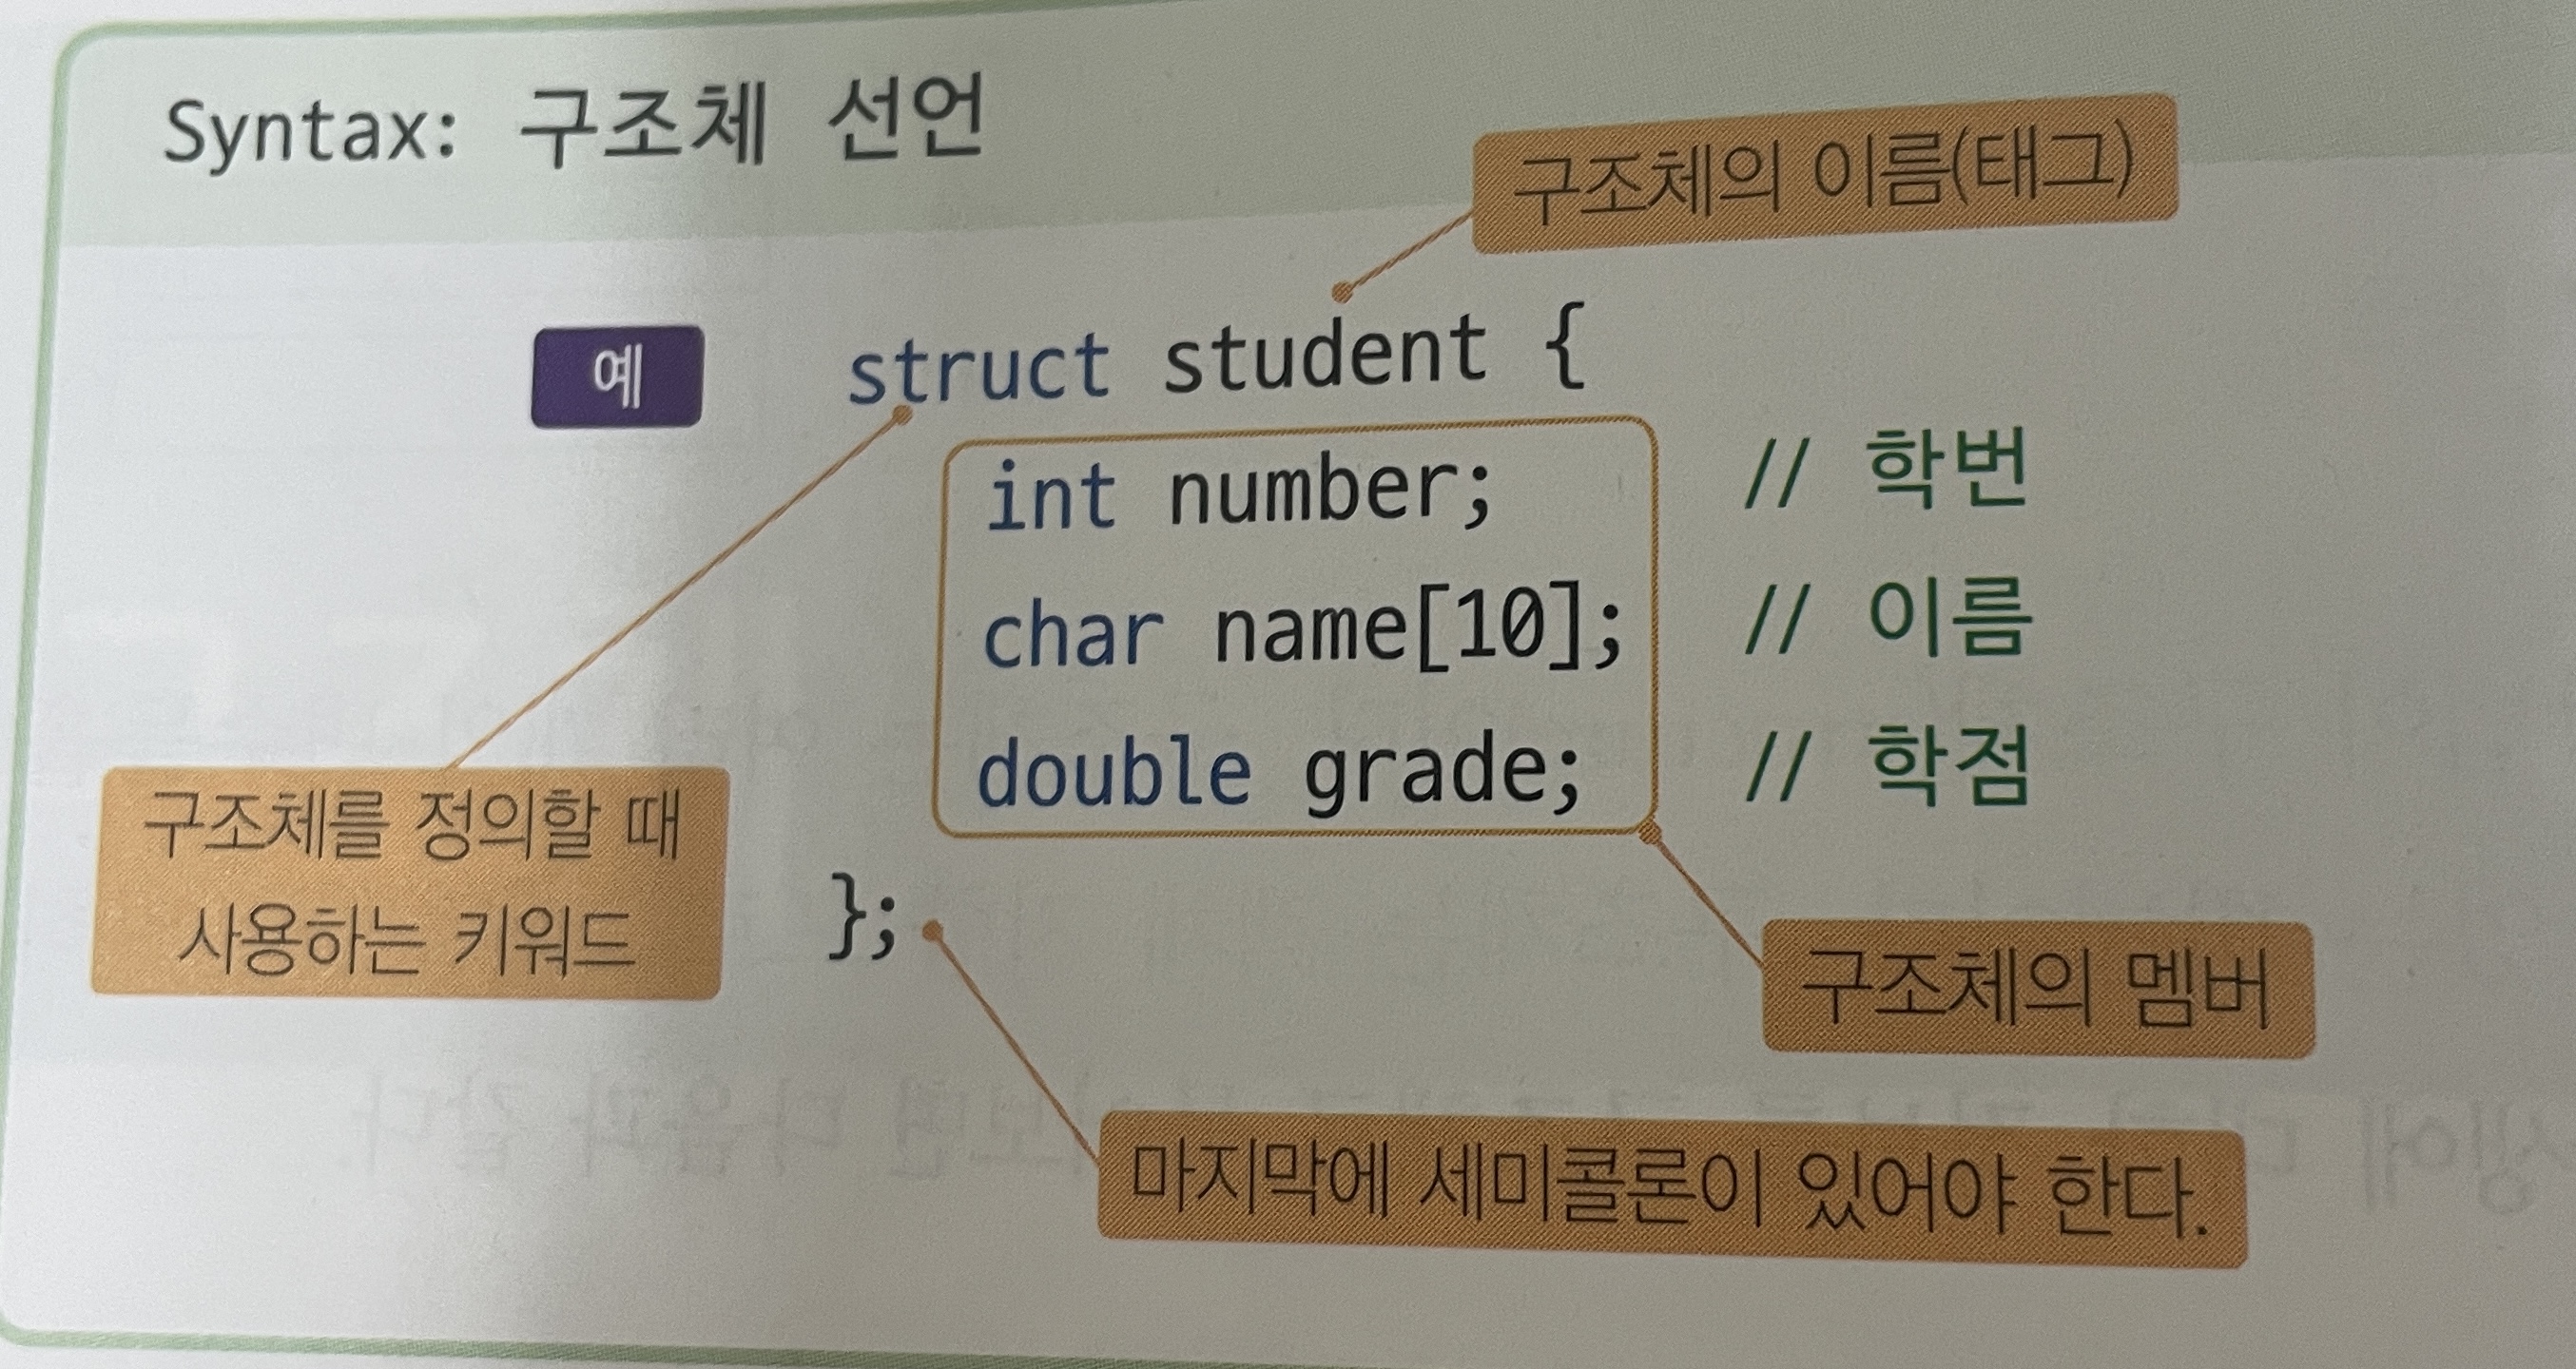 Syntax: 구조체 선언
구조체의 이름(태그)
예
struct student {
int number; // 학번
char name[10]; // 이름
double grade; // 학점
};
구조체를 정의할 때
사용하는 키워드
구조체의 멤버
마지막에 세미콜론이 있어야 한다.